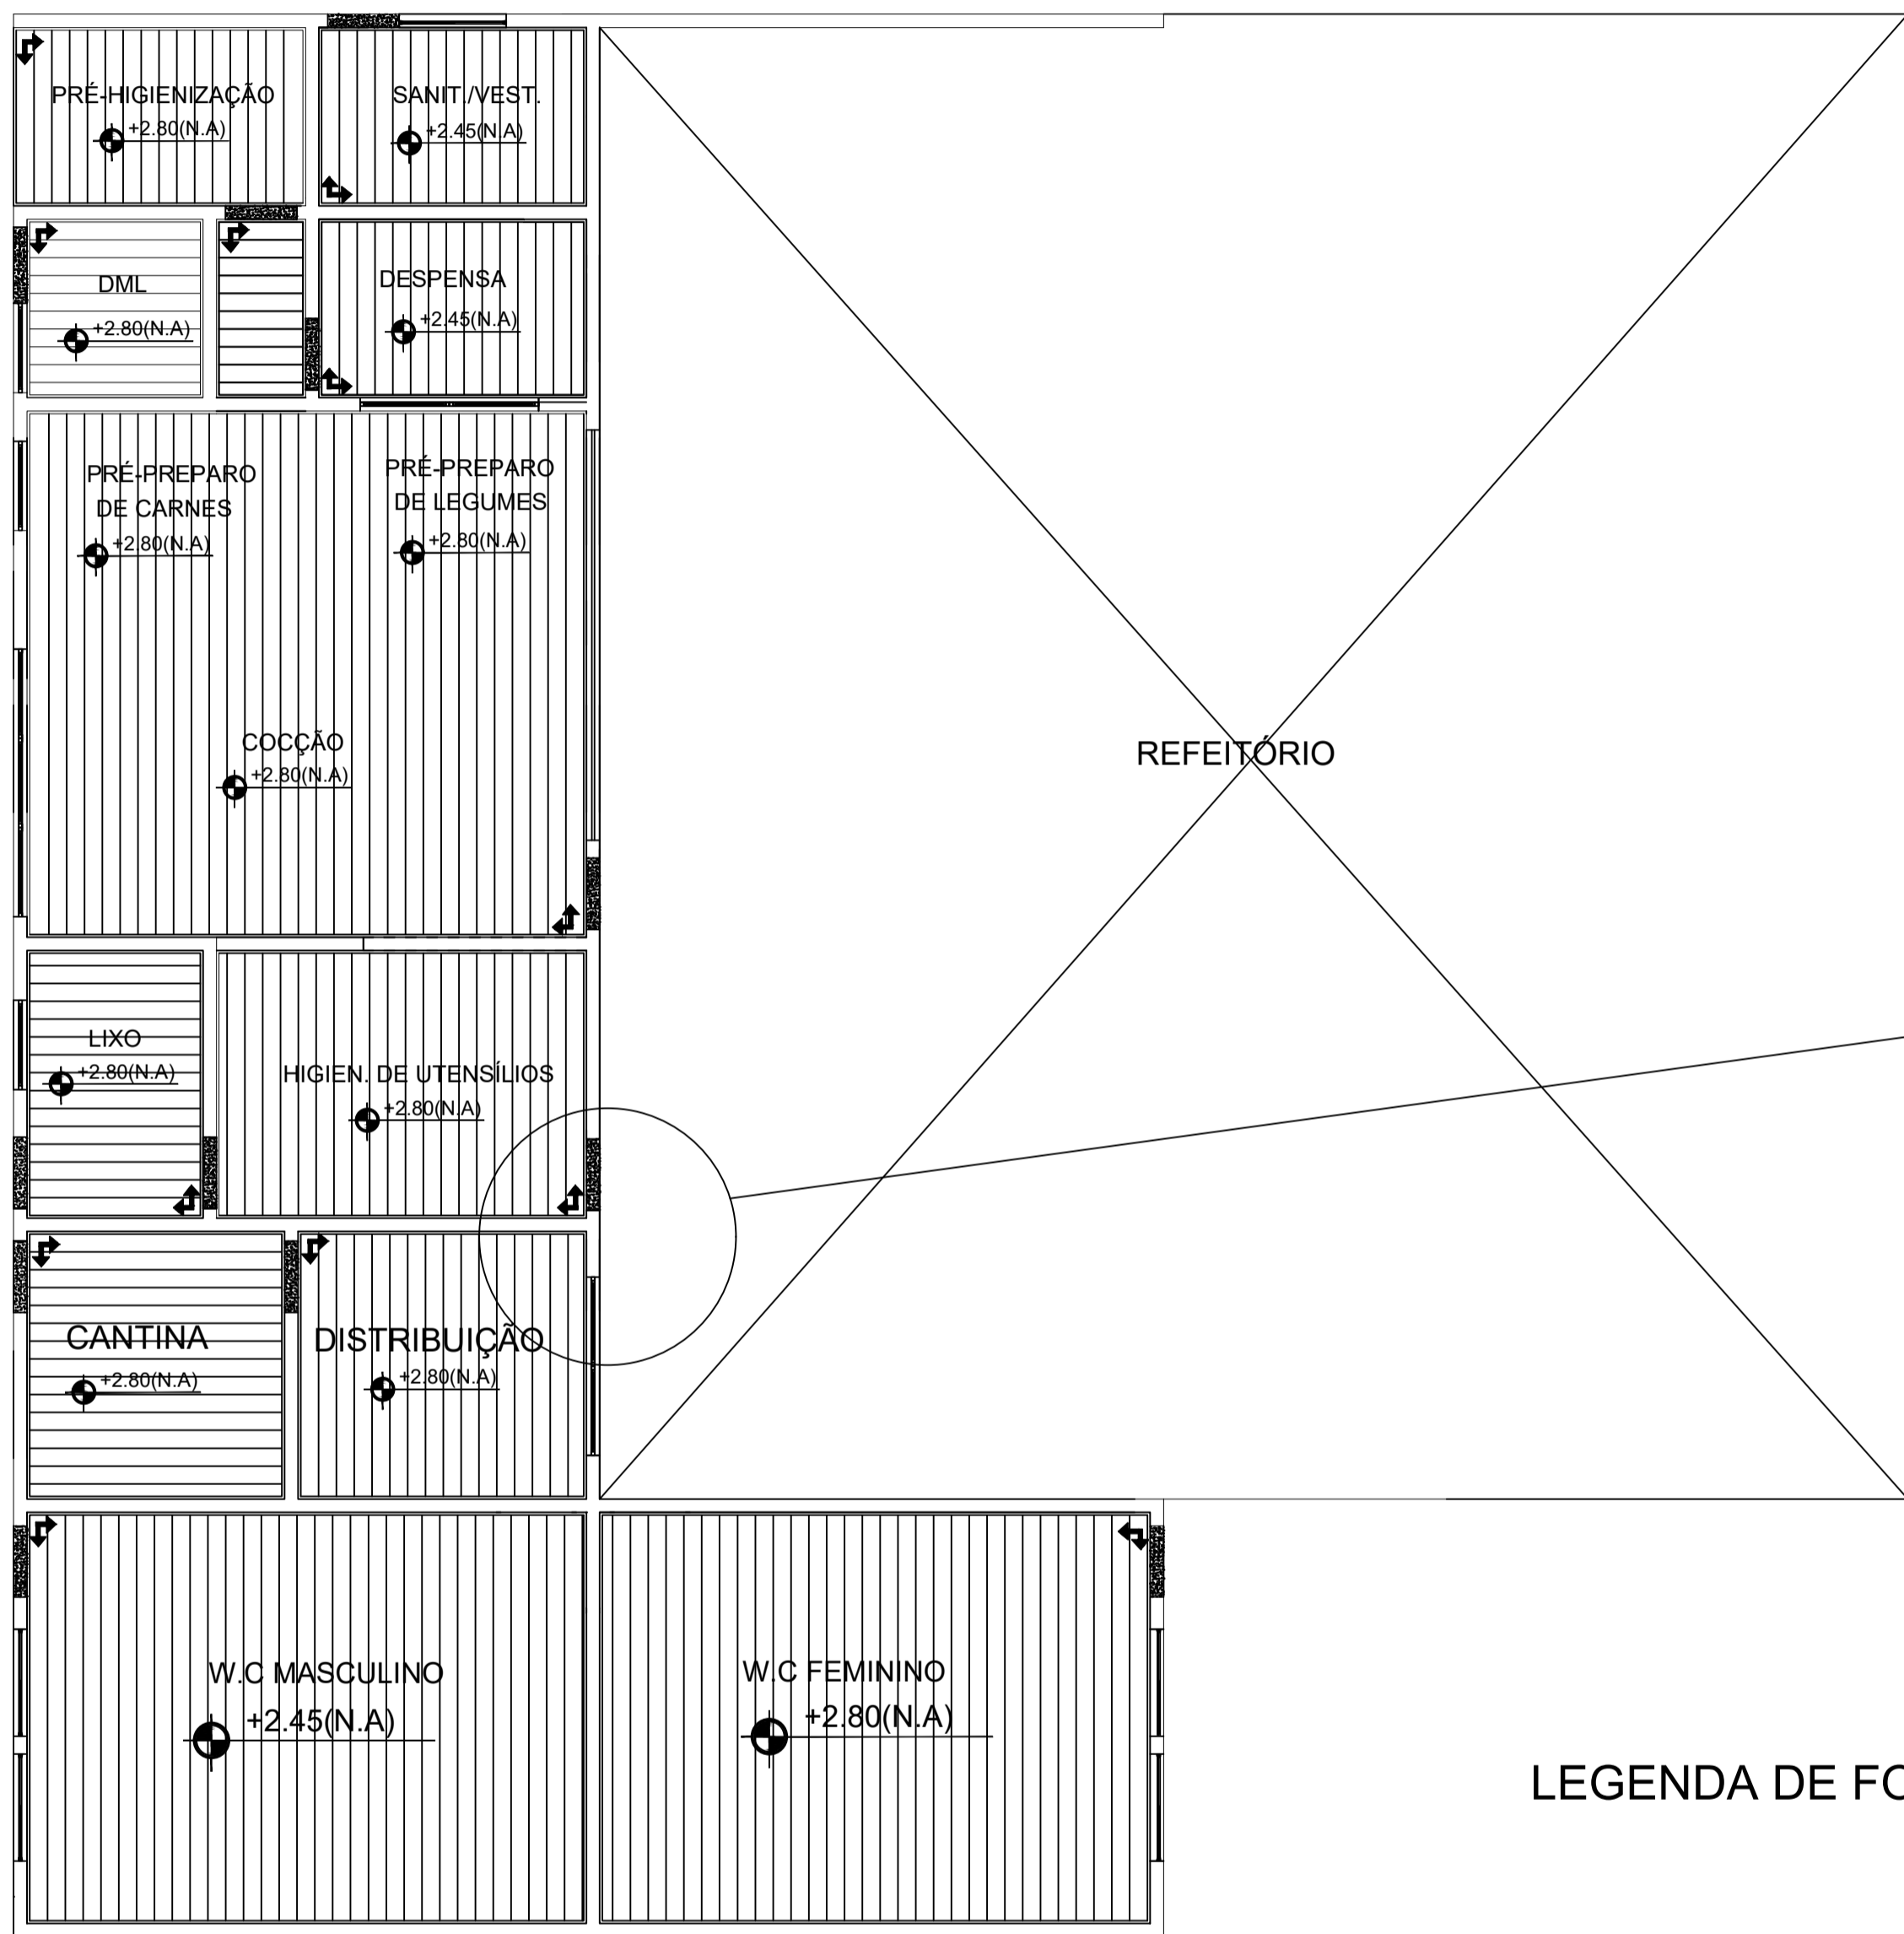 PRÉ-HIGIENIZAÇÃO
+2.80(N.A)
SANIT./VEST.
+2.45(N.A)
DML
+2.80(N.A)
DESPENSA
+2.45(N.A)
PRÉ-PREPARO
DE CARNES
+2.80(N.A)
PRÉ-PREPARO
DE LEGUMES
+2.80(N.A)
COCÇÃO
+2.80(N.A)
REFEITÓRIO
LIXO
+2.80(N.A)
HIGIEN. DE UTENSÍLIOS
+2.80(N.A)
CANTINA
+2.80(N.A)
DISTRIBUIÇÃO
+2.80(N.A)
W.C MASCULINO
+2.45(N.A)
W.C FEMININO
+2.80(N.A)
LEGENDA DE FO